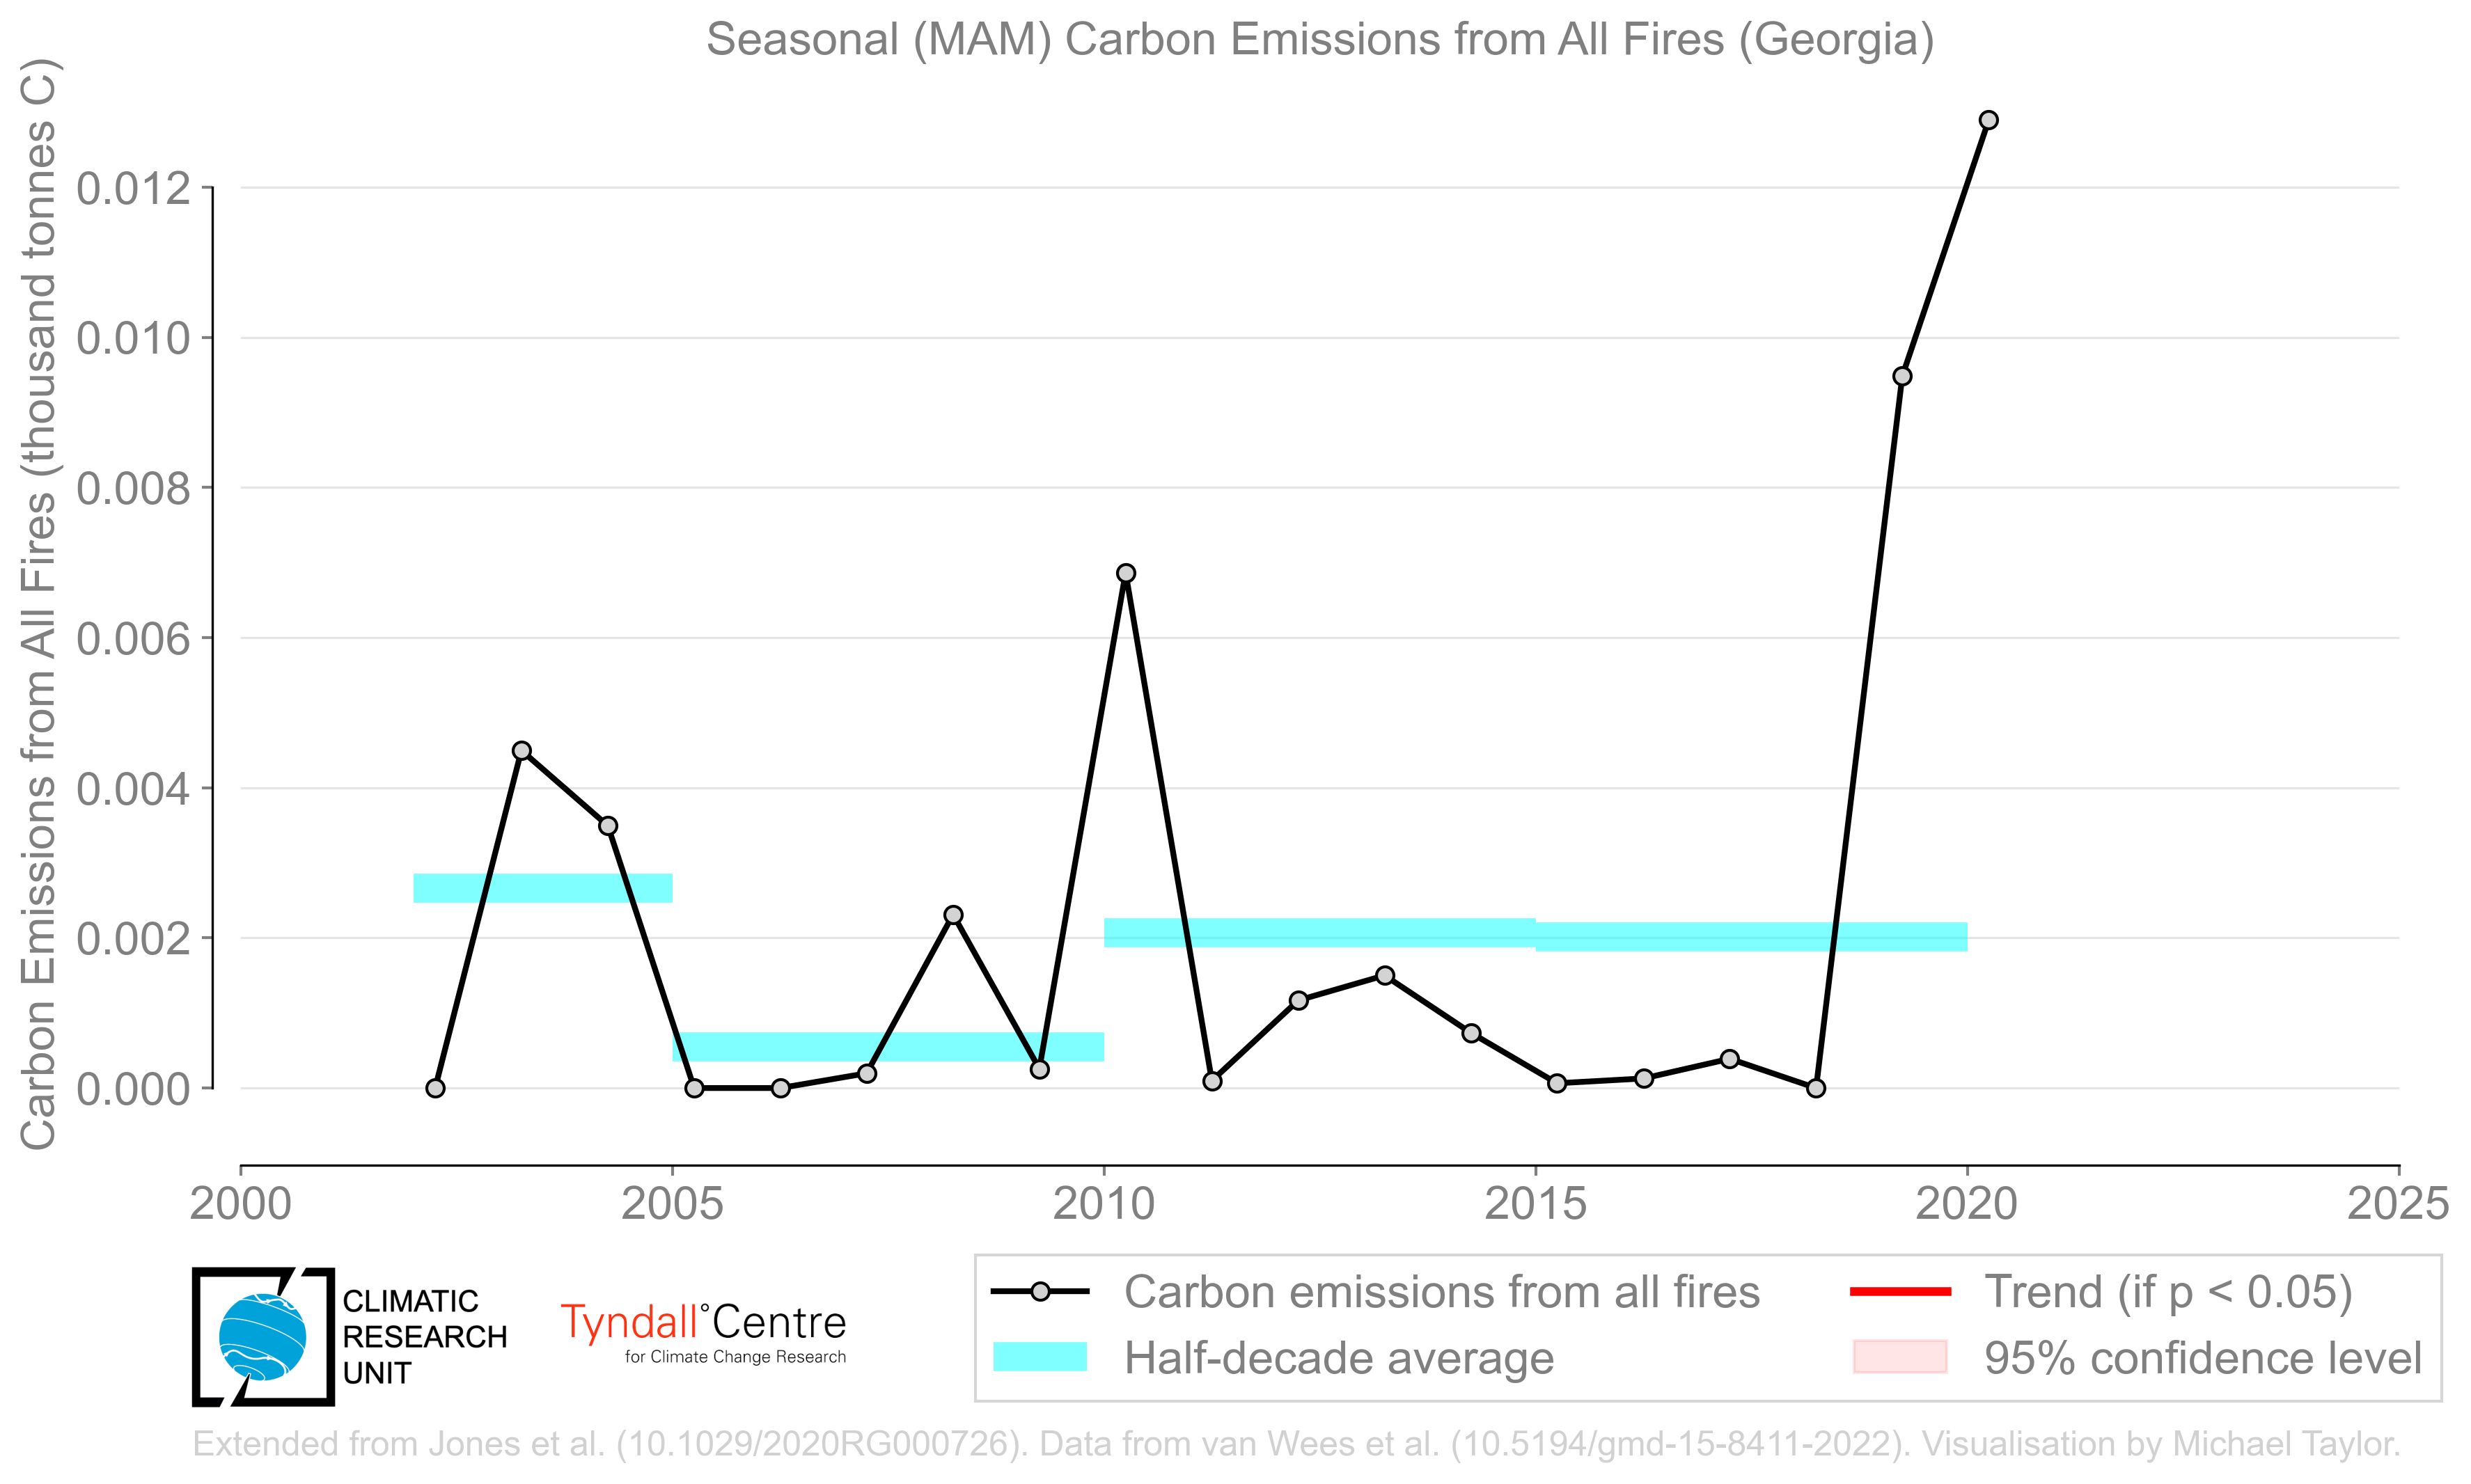 Seasonal (MAM) Carbon Emissions from All Fires (Georgia)
Carbon Emissions from All Fires (thousand tonnes C)
0.012
0.010
0.008
0.006
0.004
0.002
0.000
2000 2005 2010 2015 2020 2025
CLIMATIC
RESEARCH
UNIT
Tyndall°Centre
for Climate Change Research
Carbon emissions from all fires
Half-decade average
Trend (if p < 0.05)
95% confidence level
Extended from Jones et al. (10.1029/2020RG000726). Data from van Wees et al. (10.5194/gmd-15-8411-2022). Visualisation by Michael Taylor.